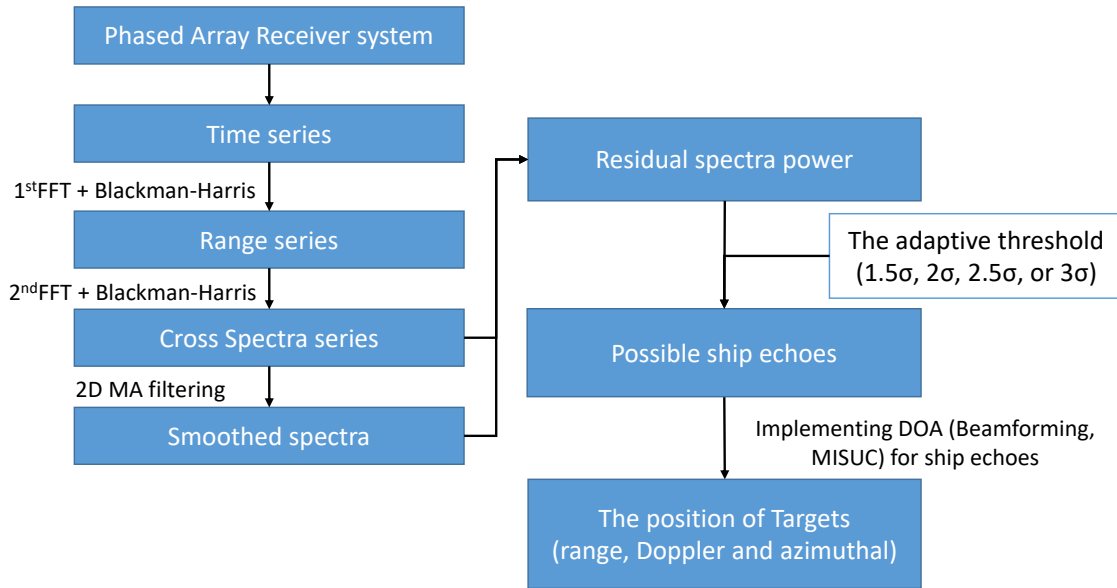 Phased Array Receiver system
Time series
1stFFT + Blackman-Harris
Range series
2ndFFT + Blackman-Harris
Cross Spectra series
2D MA filtering
Smoothed spectra
Residual spectra power
The adaptive threshold
(1.5σ, 2σ, 2.5σ, or 3σ)
Possible ship echoes
Implementing DOA (Beamforming,
MISUC) for ship echoes
The position of Targets
(range, Doppler and azimuthal)